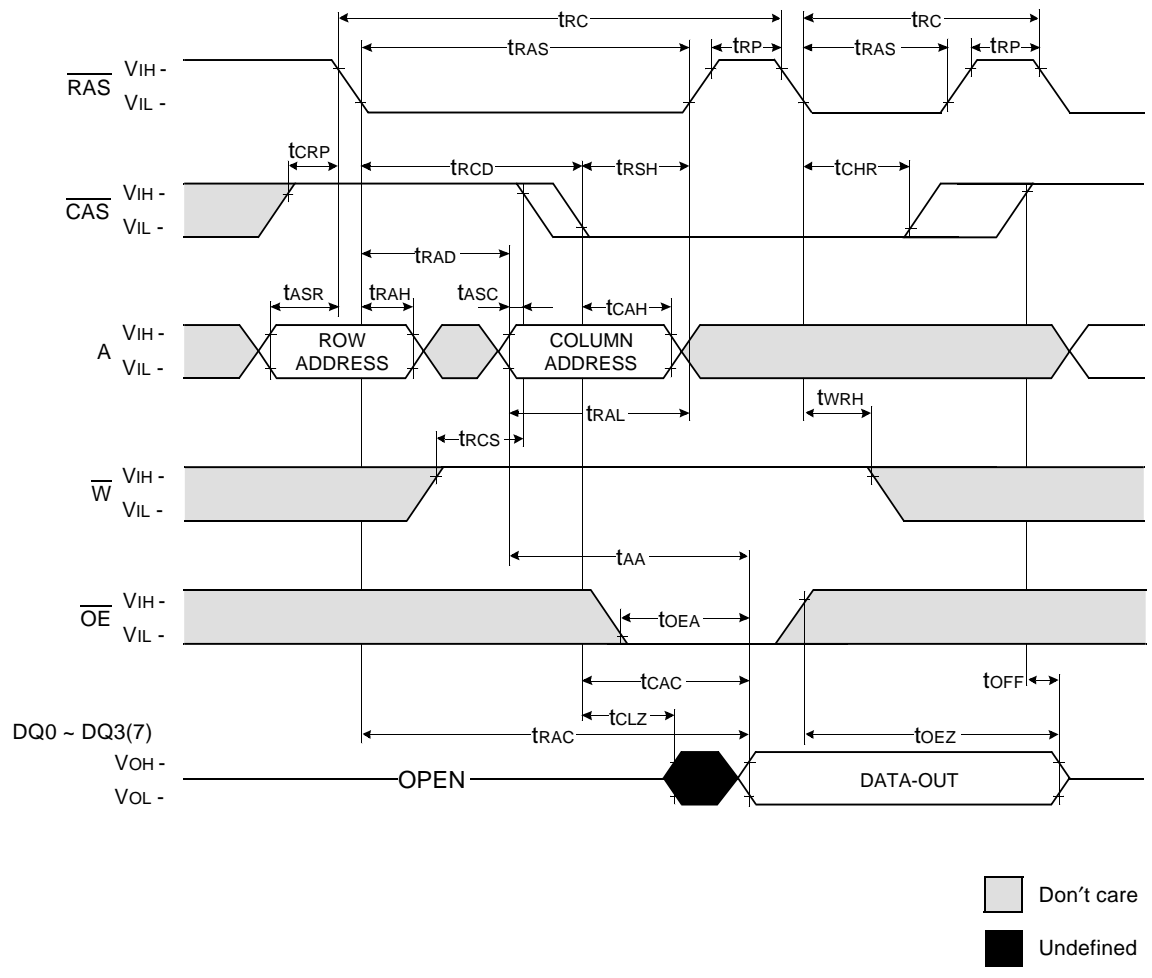 tRC tRC
tRAS tRP tRAS tRP
RAS VIH -
VIL -
tCRP tRCD tRSH tCHR
CAS VIH -
VIL -
tRAD
tASR tRAH tASC tCAH
A VIH -
VIL -
ROW
ADDRESS
COLUMN
ADDRESS
tWRH
tRAL
tRCS
W VIH -
VIL -
tAA
OE VIH -
VIL -
tOEA
tCAC tOFF
tCLZ
DQ0 ~ DQ3(7) tRAC tOEZ
VOH -
VOL -
OPEN DATA-OUT
Don′t care
Undefined